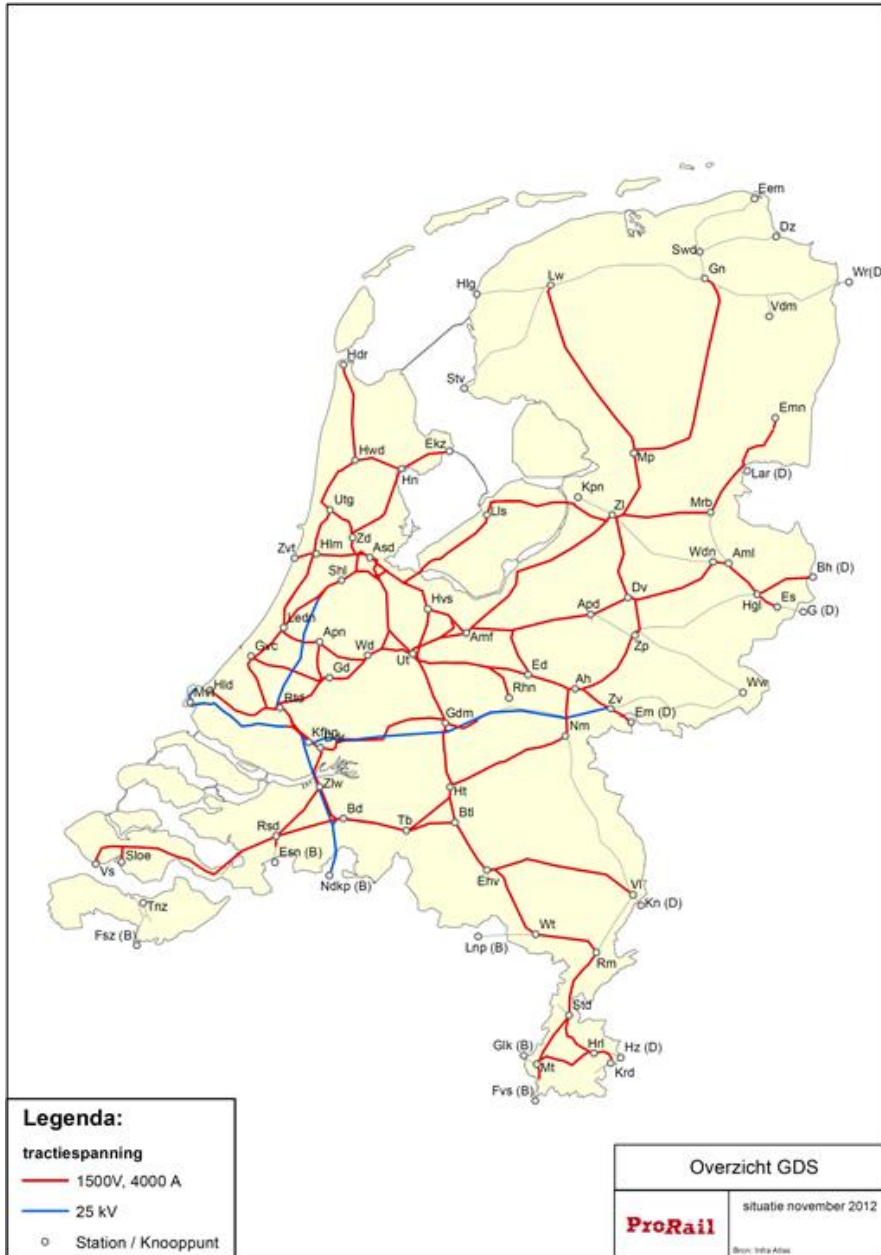 Eem
Dz
Swd
Gn
Lw
Hlg
Wr(D
Vdm
Hdr
Stv
Emn
Ekz
Hwd
Hn
Mp
Lar (D)
Kpn
Utg
Lls
Zl
Mrb
Zd
Hlm
Asd
Zvt
Wdn
Aml
Shl
Bh (D)
Hvs
Dv
Es
Apd
Hgl
G (D)
Ledn
Apn
Amf
Gvc
Wd
Zp
Ut
Gd
Ed
Ah
Hld
Rtd
Rhn
Zv
Ww
Em (D)
Gdm
Nm
Zlw
Ht
Bd
Tb
Btl
Rsd
Esn (B)
Sloe
Vs
Ndkp (B)
Ehv
Vl
Kn (D)
Tnz
Fsz (B)
Wt
Lnp (B)
Rm
Std
Glk (B)
Hrl
Hz (D)
Mt
Krd
Fvs (B)
Legenda:
tractiespanning
1500V, 4000 A
25 kV
Station / Knooppunt
Overzicht GDS
ProRail
situatie november 2012
Bron: Infra Atlas